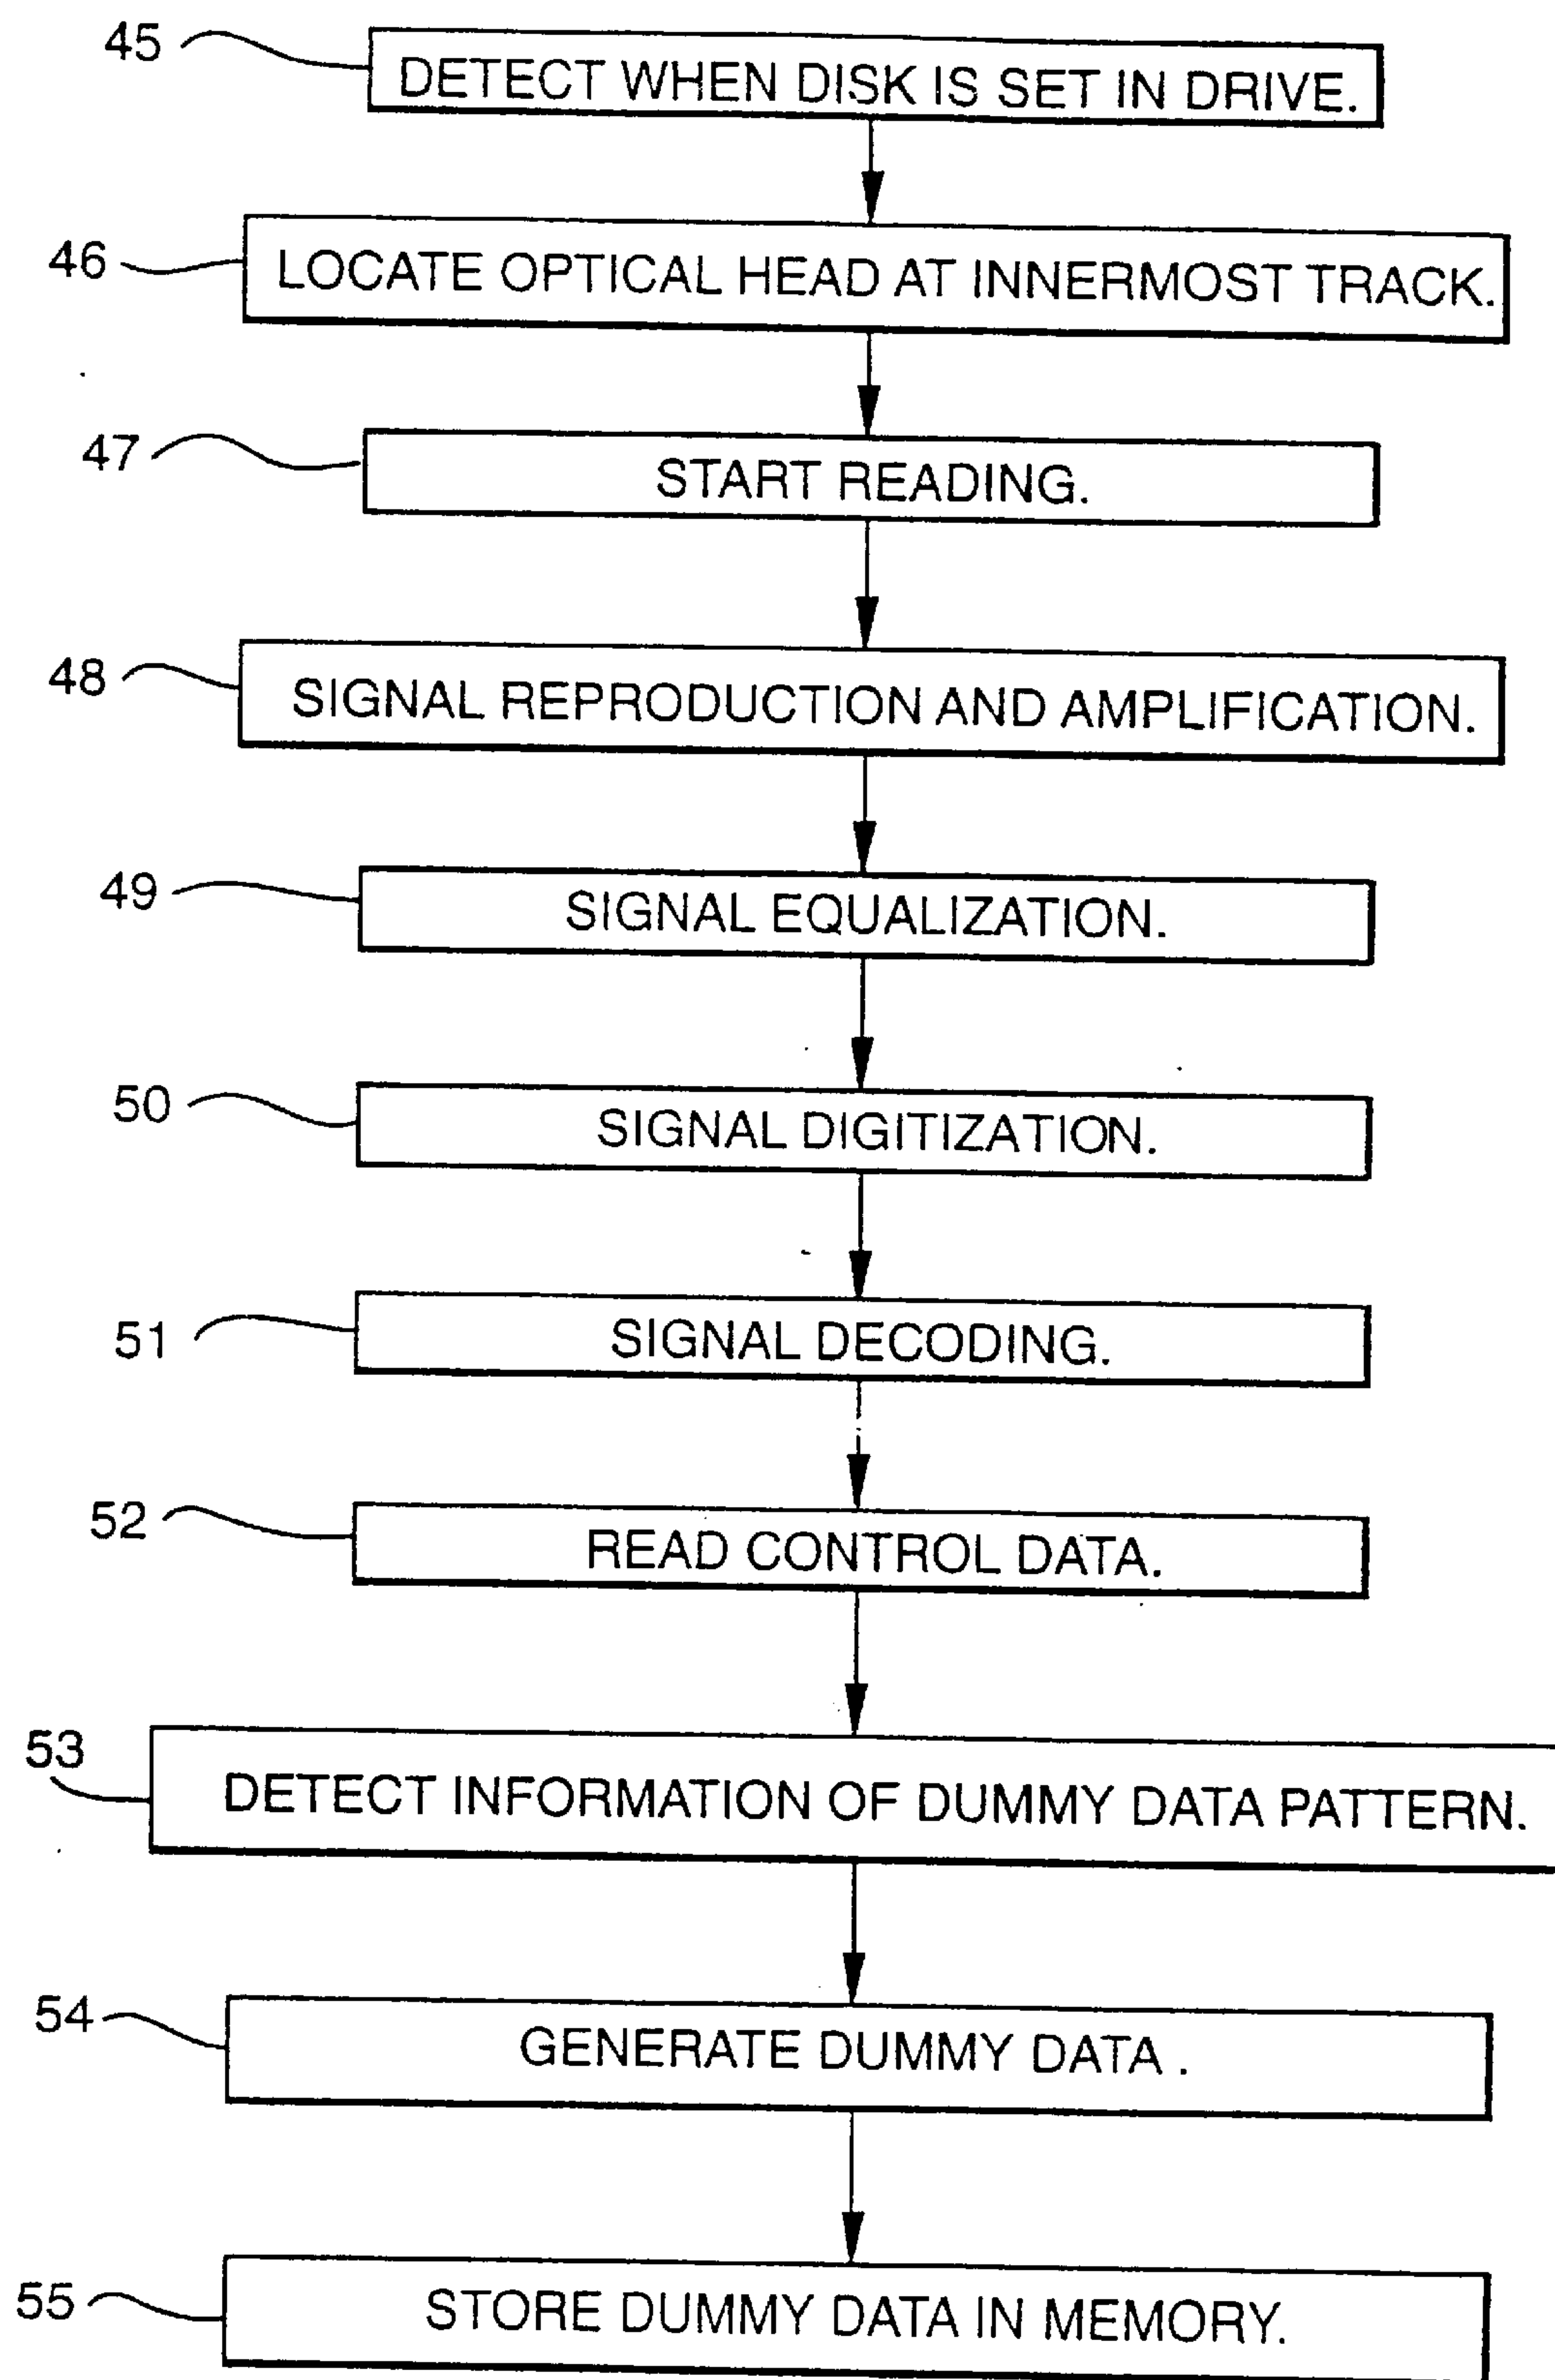 45 DETECT WHEN DISK IS SET IN DRIVE.
46 LOCATE OPTICAL HEAD AT INNERMOST TRACK.
47 START READING.
48 SIGNAL REPRODUCTION AND AMPLIFICATION.
49 SIGNAL EQUALIZATION.
50 SIGNAL DIGITIZATION.
51 SIGNAL DECODING.
52 READ CONTROL DATA.
53 DETECT INFORMATION OF DUMMY DATA PATTERN.
54 GENERATE DUMMY DATA .
55 STORE DUMMY DATA IN MEMORY.